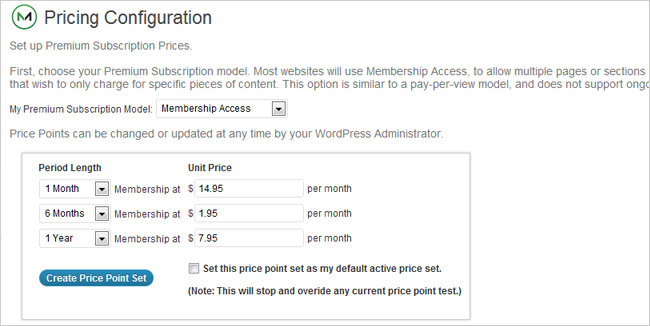 Pricing Configuration
Set up Premium Subscription Prices.
First, choose your Premium Subscription model. Most websites will use Membership Access, to allow multiple pages or sections
that wish to only charge for specific pieces of content. This option is similar to a pay-per-view model, and does not support ongo
My Premium Subscription Model: Membership Access
Price Points can be changed or updated at any time by your WordPress Administrator.
Period Length Unit Price
1 Month Membership at $ 14.95 per month
6 Months Membership at $ 1.95 per month
1 Year Membership at $ 7.95 per month
Create Price Point Set Set this price point set as my default active price set.
(Note: This will stop and overide any current price point test.)